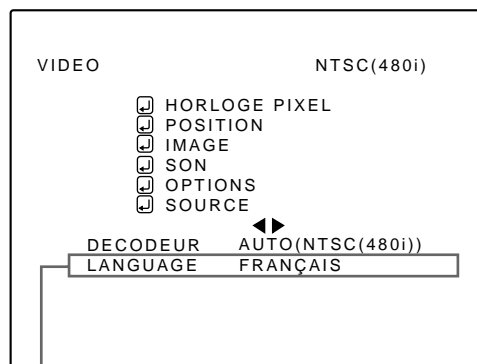 VIDEO NTSC(480i)
HORLOGE PIXEL
POSITION
IMAGE
SON
OPTIONS
SOURCE
DECODEUR AUTO(NTSC(480i))
LANGUAGE FRANÇAIS